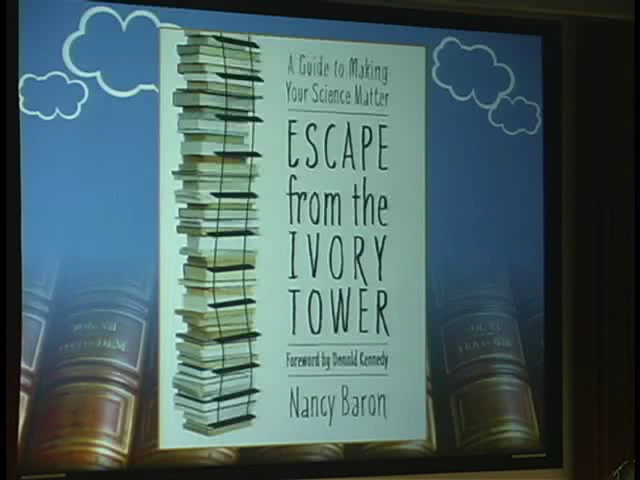 A Guide to Making
Your Science Matter
ESCAPE
from the
IVORY
TOWER
Foreword by Donald Kennedy
Nancy Baron